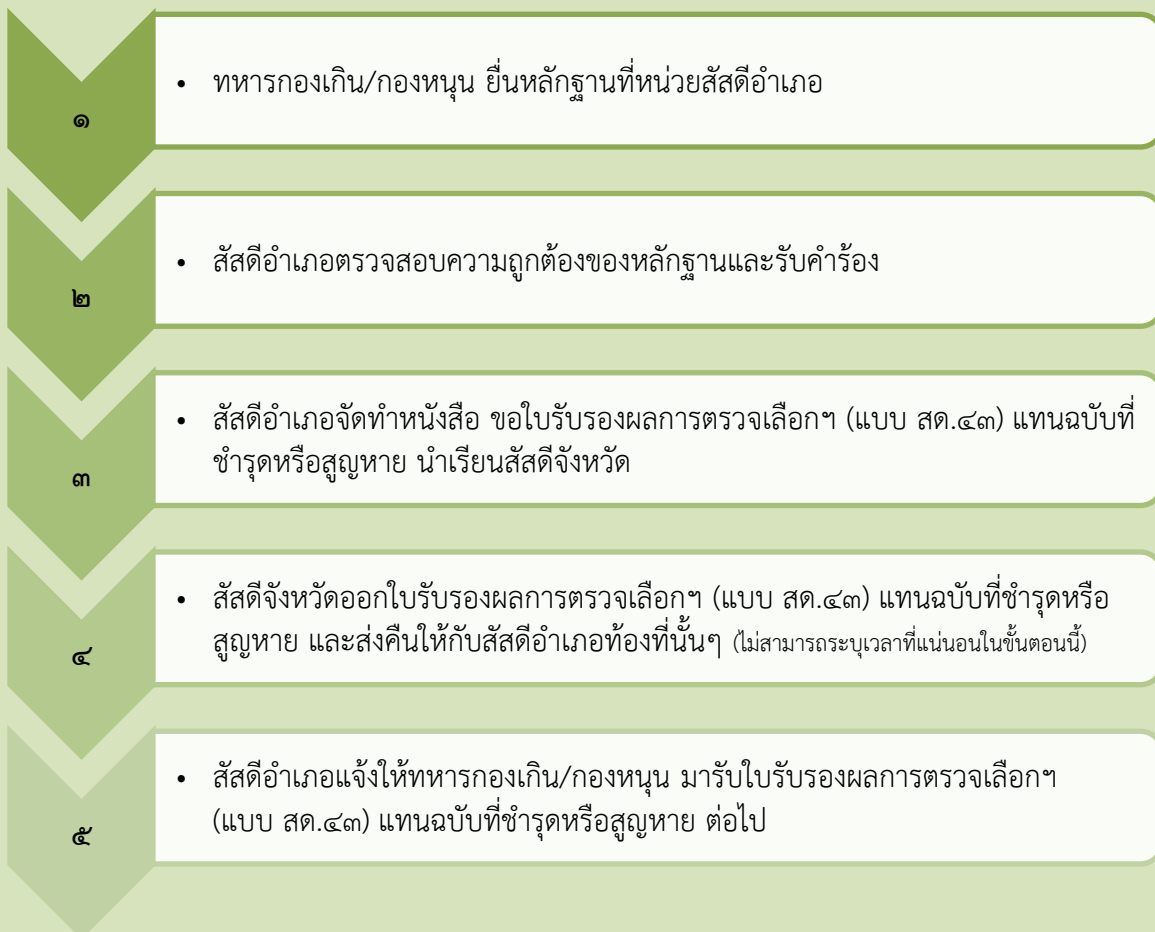 ๑
• ทหารกองเกิน/กองหนุน ยื่นหลักฐานที่หน่วยสัสดีอำเภอ
๒
• สัสดีอำเภอตรวจสอบความถูกต้องของหลักฐานและรับคำร้อง
๓
• สัสดีอำเภอจัดทำหนังสือ ขอใบรับรองผลการตรวจเลือกฯ (แบบ สด.๔๓) แทนฉบับที่
ชำรุดหรือสูญหาย นำเรียนสัสดีจังหวัด
๔
• สัสดีจังหวัดออกใบรับรองผลการตรวจเลือกฯ (แบบ สด.๔๓) แทนฉบับที่ชำรุดหรือ
สูญหาย และส่งคืนให้กับสัสดีอำเภอท้องที่นั้นๆ (ไม่สามารถระบุเวลาที่แน่นอนในขั้นตอนนี้)
๕
• สัสดีอำเภอแจ้งให้ทหารกองเกิน/กองหนุน มารับใบรับรองผลการตรวจเลือกฯ
(แบบ สด.๔๓) แทนฉบับที่ชำรุดหรือสูญหาย ต่อไป